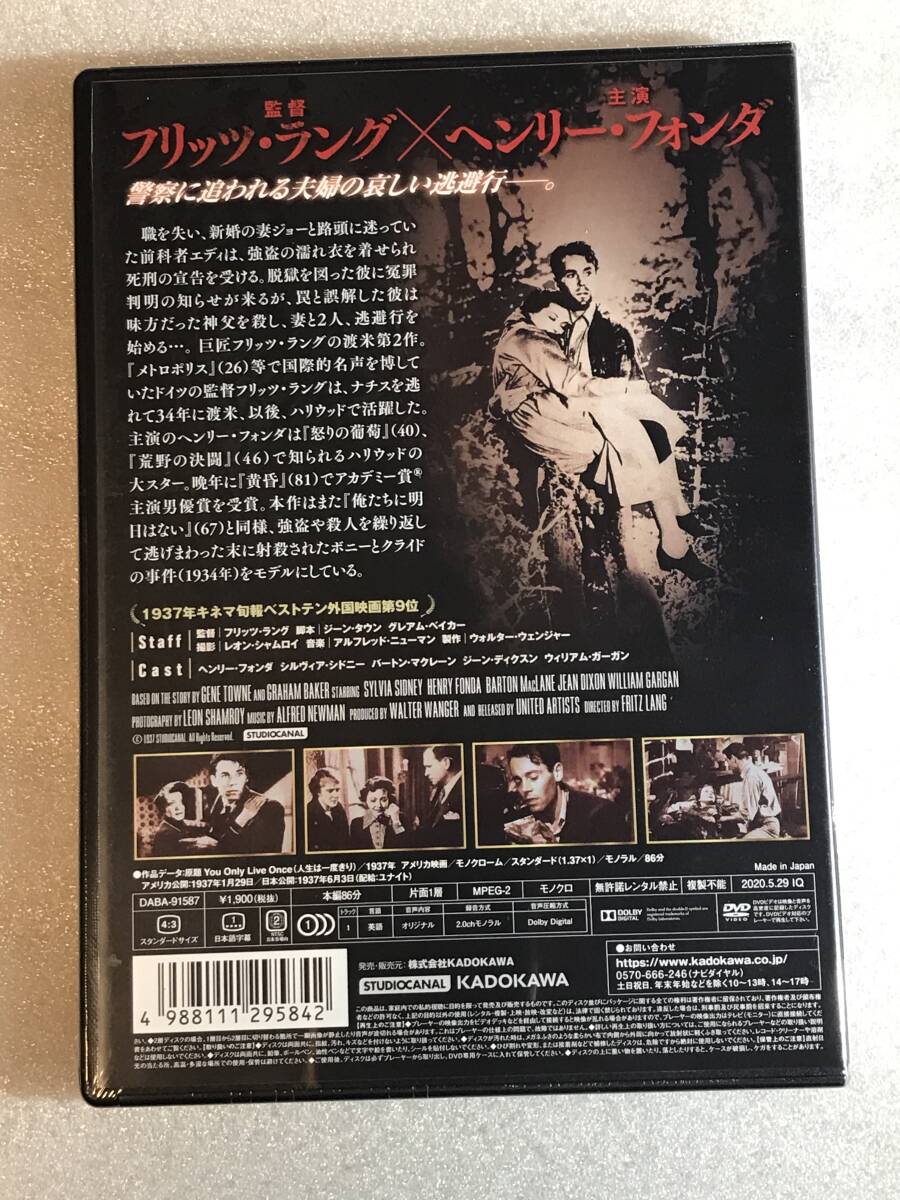 監督
主演
フリッツ・ラング×ヘンリー・フォンダ
警察に追われる夫婦の哀しい逃避行──。
職を失い、新婚の妻ジョーと路頭に迷ってい
た前科者エディは、強盗の濡れ衣を着せられ
死刑の宣告を受ける。脱獄を図った彼に冤罪
判明の知らせが来るが、罠と誤解した彼は
味方だった神父を殺し、妻と2人、逃避行を
始める…。巨匠フリッツ・ラングの渡米第2作。
『メトロポリス』(26)等で国際的名声を博して
いたドイツの監督フリッツ・ラングは、ナチスを逃
れて34年に渡米、以後、ハリウッドで活躍した。
主演のヘンリー・フォンダは『怒りの葡萄』(40)、
『荒野の決闘』(46)で知られるハリウッドの
大スター。晩年に『黄昏』(81)でアカデミー賞®
主演男優賞を受賞。本作はまた『俺たちに明
日はない』(67)と同様、強盗や殺人を繰り返し
て逃げまわった末に射殺されたボニーとクライド
の事件(1934年)をモデルにしている。
1937年キネマ旬報ベストテン外国映画第9位
Staff
監督 フリッツ・ラング 脚本 ジーン・タウン グレアム・ベイカー
撮影 レオン・シャムロイ 音楽 アルフレッド・ニューマン 製作 ウォルター・ウェンジャー
Cast ヘンリー・フォンダ シルヴィア・シドニー バートン・マクレーン ジーン・ディクスン ウィリアム・ガーガン
BASED ON THE STORY BY GENE TOWNE AND GRAHAM BAKER STARRING SYLVIA SIDNEY HENRY FONDA BARTON MACLANE JEAN DIXON WILLIAM GARGAN
PHOTOGRAPHY BY LEON SHAMROY MUSIC BY ALFRED NEWMAN PRODUCED BY WALTER WANGER AND RELEASED BY UNITED ARTISTS DIRECTED BY FRITZ LANG
© 1937 STUDIOCANAL. All Rights Reserved. STUDIOCANAL
●作品データ:原題 You Only Live Once(人生は一度きり)/1937年 アメリカ映画/モノクローム/スタンダード(1.37×1)/モノラル/86分
アメリカ公開:1937年1月29日/日本公開:1937年6月3日(配給:ユナイト)
Made in Japan
DABA-91587 ¥1,900(税抜) 本編86分 片面1層 MPEG-2 モノクロ 無許諾レンタル禁止 複製不能 2020.5.29 IQ
4:3
スタンダードサイズ
1
日本語字幕
2
NTSC
日本市場向
トラック 言語 音声内容 録音方式 音声圧縮方式
1 英語 オリジナル 2.0chモノラル Dolby Digital
DOLBY DIGITAL
DVD VIDEO
発売・販売元:株式会社KADOKAWA
STUDIOCANAL KADOKAWA
●お問い合わせ
https://www.kadokawa.co.jp/
0570-666-246(ナビダイヤル)
土日祝日、年末年始などを除く10〜13時、14〜17時
4 988111 295842